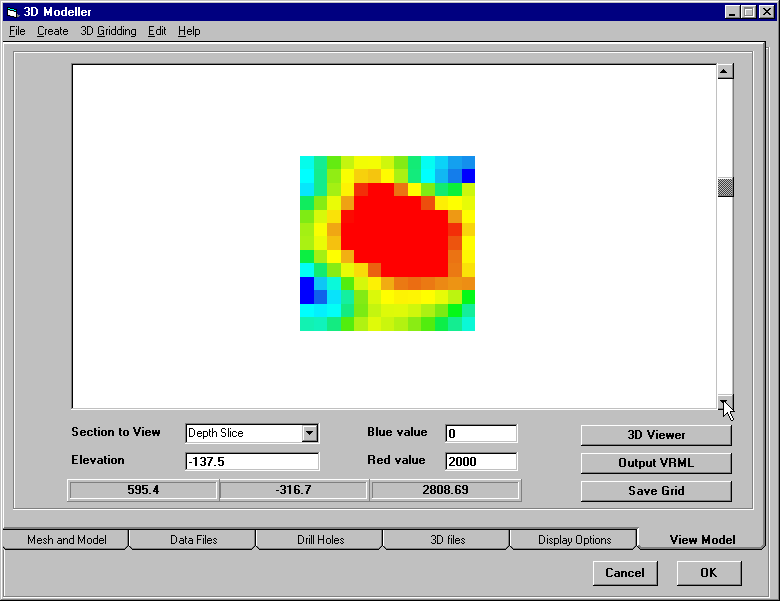 3D Modeller
File Create 3D Gridding Edit Help
Section to View Depth Slice Blue value 0 3D Viewer
Elevation -137.5 Red value 2000 Output VRML
595.4 -316.7 2808.69 Save Grid
Mesh and Model Data Files Drill Holes 3D files Display Options View Model
Cancel OK